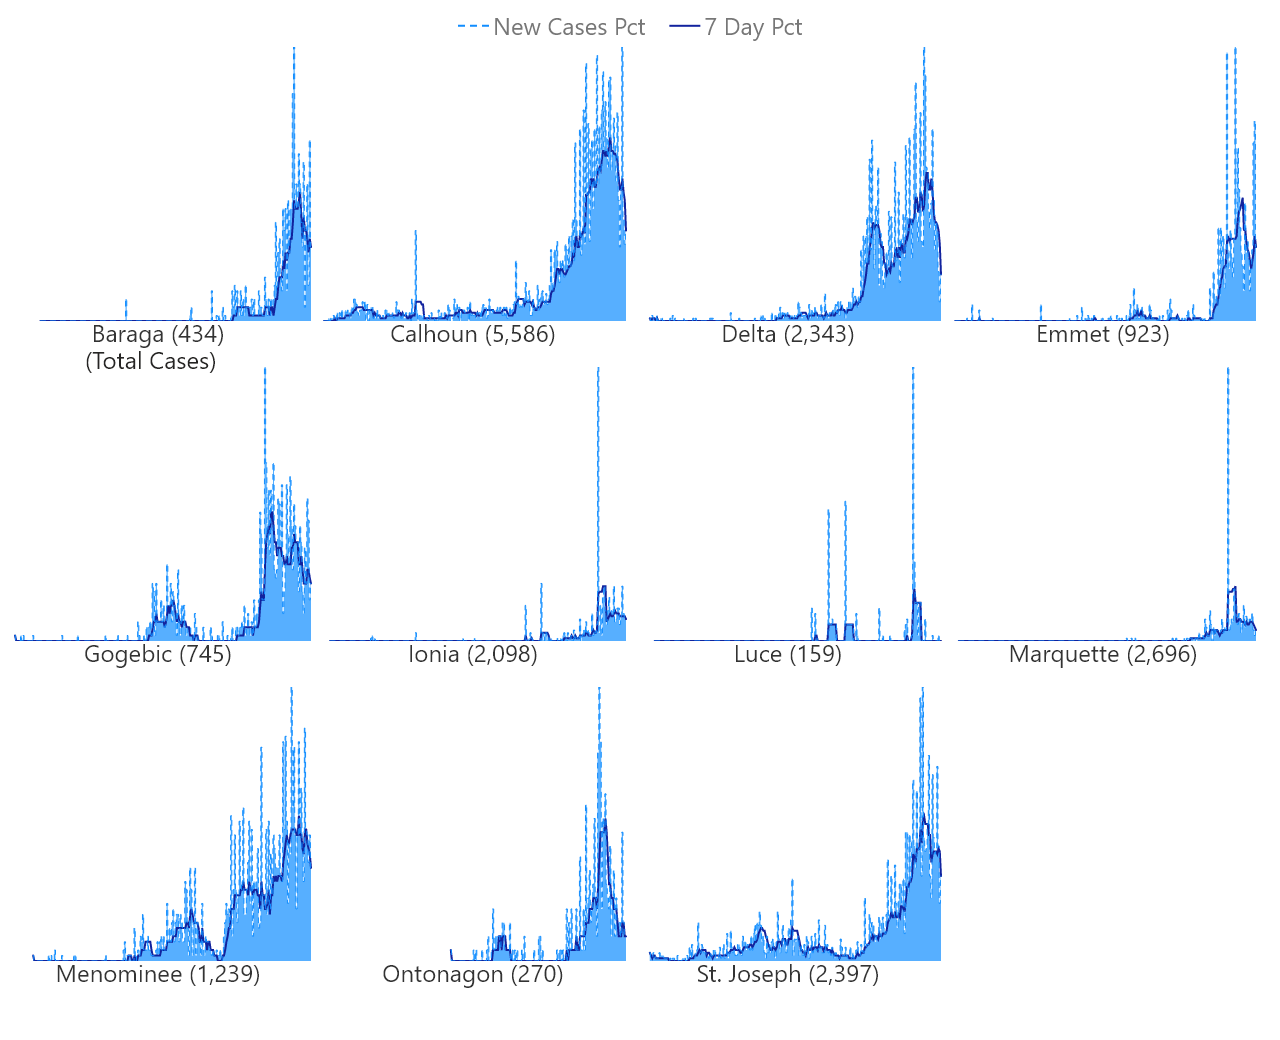 New Cases Pct 7 Day Pct
Baraga (434) Calhoun (5,586) Delta (2,343) Emmet (923)
(Total Cases)
Gogebic (745) Ionia (2,098) Luce (159) Marquette (2,696)
Menominee (1,239) Ontonagon (270) St. Joseph (2,397)